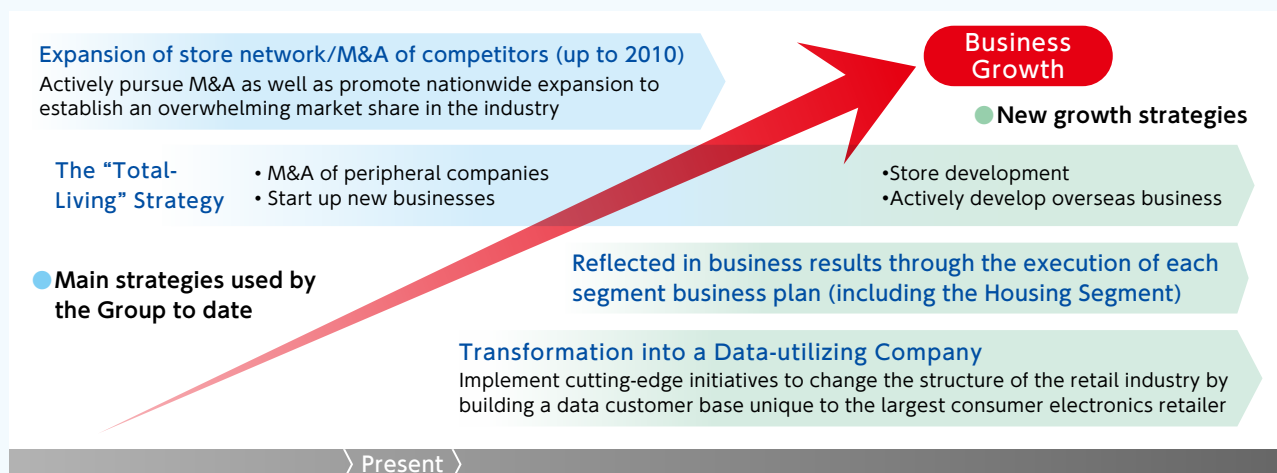 Expansion of store network/M&A of competitors (up to 2010)
Actively pursue M&A as well as promote nationwide expansion to
establish an overwhelming market share in the industry
Business
Growth
New growth strategies
The “Total-
Living” Strategy
• M&A of peripheral companies
• Start up new businesses
•Store development
•Actively develop overseas business
Main strategies used by
the Group to date
Reflected in business results through the execution of each
segment business plan (including the Housing Segment)
Transformation into a Data-utilizing Company
Implement cutting-edge initiatives to change the structure of the retail industry by
building a data customer base unique to the largest consumer electronics retailer
Present